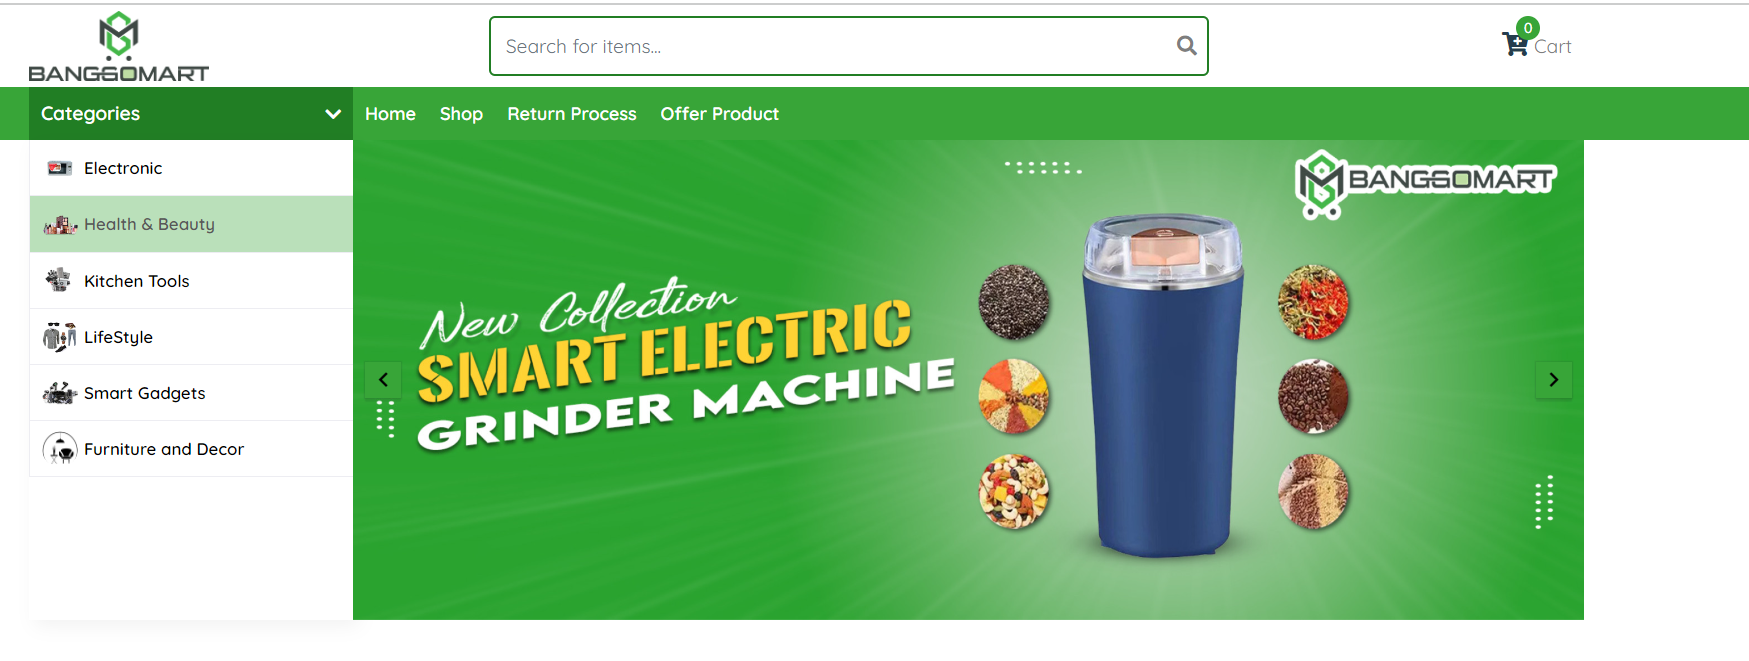 BANGGOMART
Search for items...
0
Cart
Categories
Home
Shop
Return Process
Offer Product
Electronic
Health & Beauty
Kitchen Tools
LifeStyle
Smart Gadgets
Furniture and Decor
BANGGOMART
New Collection
SMART ELECTRIC
GRINDER MACHINE